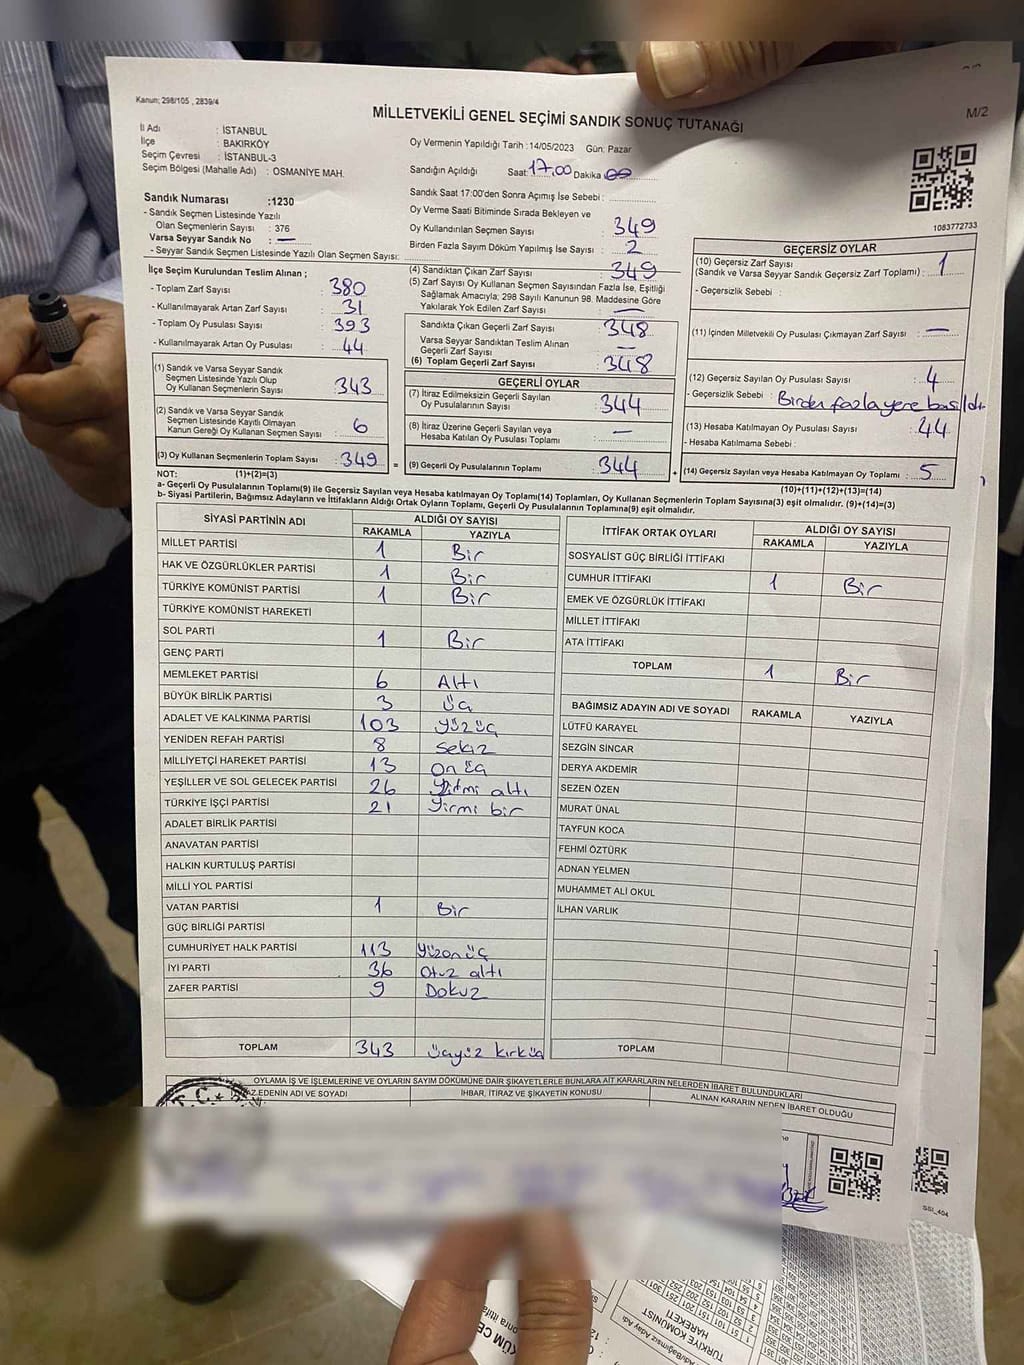 Kanun; 298/105 , 2839/4
MİLLETVEKİLİ GENEL SEÇİMİ SANDIK SONUÇ TUTANAĞI
M/2
İl Adı : İSTANBUL
İlçe : BAKIRKÖY
Seçim Çevresi : İSTANBUL-3
Seçim Bölgesi (Mahalle Adı) : OSMANİYE MAH.
Oy Vermenin Yapıldığı Tarih :14/05/2023 Gün: Pazar
Sandığın Açıldığı Saat: 17.00 Dakika 00
Sandık Saat 17:00'den Sonra Açımış İse Sebebi :
Sandık Numarası :1230
- Sandık Seçmen Listesinde Yazılı
Olan Seçmenlerin Sayısı : 376
Varsa Seyyar Sandık No : —
- Seyyar Sandık Seçmen Listesinde Yazılı Olan Seçmen Sayısı:
Oy Verme Saati Bitiminde Sırada Bekleyen ve
Oy Kullandırılan Seçmen Sayısı : 349
Birden Fazla Sayım Döküm Yapılmış İse Sayısı : 2
1083772733
İlçe Seçim Kurulundan Teslim Alınan ;
- Toplam Zarf Sayısı : 380
- Kullanılmayarak Artan Zarf Sayısı : 31
- Toplam Oy Pusulası Sayısı : 393
- Kullanılmayarak Artan Oy Pusulası : 44
(1) Sandık ve Varsa Seyyar Sandık
Seçmen Listesinde Yazılı Olup
Oy Kullanan Seçmenlerin Sayısı : 343
(2) Sandık ve Varsa Seyyar Sandık
Seçmen Listesinde Kayıtlı Olmayan
Kanun Gereği Oy Kullanan Seçmen Sayısı : 6
(3) Oy Kullanan Seçmenlerin Toplam Sayısı : 349
(4) Sandıktan Çıkan Zarf Sayısı : 349
(5) Zarf Sayısı Oy Kullanan Seçmen Sayısından Fazla İse, Eşitliği
Sağlamak Amacıyla; 298 Sayılı Kanunun 98. Maddesine Göre
Yakılarak Yok Edilen Zarf Sayısı : —
Sandıkta Çıkan Geçerli Zarf Sayısı : 348
Varsa Seyyar Sandıktan Teslim Alınan
Geçerli Zarf Sayısı : —
(6) Toplam Geçerli Zarf Sayısı : 348
GEÇERLİ OYLAR
(7) İtiraz Edilmeksizin Geçerli Sayılan
Oy Pusulalarının Sayısı : 344
(8) İtiraz Üzerine Geçerli Sayılan veya
Hesaba Katılan Oy Pusulası Toplamı : —
= (9) Geçerli Oy Pusulalarının Toplamı : 344
GEÇERSİZ OYLAR
(10) Geçersiz Zarf Sayısı
(Sandık ve Varsa Seyyar Sandık Geçersiz Zarf Toplamı) : 1
- Geçersizlik Sebebi :
(11) İçinden Milletvekili Oy Pusulası Çıkmayan Zarf Sayısı : —
(12) Geçersiz Sayılan Oy Pusulası Sayısı : 4
- Geçersizlik Sebebi : Birden fazla yere basıldı
(13) Hesaba Katılmayan Oy Pusulası Sayısı : 44
- Hesaba Katılmama Sebebi :
+ (14) Geçersiz Sayılan veya Hesaba Katılmayan Oy Toplamı : 5
(10)+(11)+(12)+(13)=(14)
NOT: (1)+(2)=(3)
a- Geçerli Oy Pusulalarının Toplamı(9) ile Geçersiz Sayılan veya Hesaba katılmayan Oy Toplamı(14) Toplamları, Oy Kullanan Seçmenlerin Toplam Sayısına(3) eşit olmalıdır. (9)+(14)=(3)
b- Siyasi Partilerin, Bağımsız Adayların ve İttifakların Aldığı Ortak Oyların Toplamı, Geçerli Oy Pusulalarının Toplamına(9) eşit olmalıdır.
SİYASİ PARTİNİN ADI ALDIĞI OY SAYISI
RAKAMLA YAZIYLA
MİLLET PARTİSİ 1 Bir
HAK VE ÖZGÜRLÜKLER PARTİSİ 1 Bir
TÜRKİYE KOMÜNİST PARTİSİ 1 Bir
TÜRKİYE KOMÜNİST HAREKETİ
SOL PARTİ 1 Bir
GENÇ PARTİ
MEMLEKET PARTİSİ 6 Altı
BÜYÜK BİRLİK PARTİSİ 3 Üç
ADALET VE KALKINMA PARTİSİ 103 Yüzüç
YENİDEN REFAH PARTİSİ 8 Sekiz
MİLLİYETÇİ HAREKET PARTİSİ 13 On üç
YEŞİLLER VE SOL GELECEK PARTİSİ 26 Yirmi altı
TÜRKİYE İŞÇİ PARTİSİ 21 Yirmi bir
ADALET BİRLİK PARTİSİ
ANAVATAN PARTİSİ
HALKIN KURTULUŞ PARTİSİ
MİLLİ YOL PARTİSİ
VATAN PARTİSİ 1 Bir
GÜÇ BİRLİĞİ PARTİSİ
CUMHURİYET HALK PARTİSİ 113 Yüzonüç
İYİ PARTİ 36 Otuz altı
ZAFER PARTİSİ 9 Dokuz
TOPLAM 343 Üçyüz kırküç
İTTİFAK ORTAK OYLARI ALDIĞI OY SAYISI
RAKAMLA YAZIYLA
SOSYALİST GÜÇ BİRLİĞİ İTTİFAKI
CUMHUR İTTİFAKI 1 Bir
EMEK VE ÖZGÜRLÜK İTTİFAKI
MİLLET İTTİFAKI
ATA İTTİFAKI
TOPLAM 1 Bir
BAĞIMSIZ ADAYIN ADI VE SOYADI RAKAMLA YAZIYLA
LÜTFÜ KARAYEL
SEZGİN SİNCAR
DERYA AKDEMİR
SEZEN ÖZEN
MURAT ÜNAL
TAYFUN KOCA
FEHMİ ÖZTÜRK
ADNAN YELMEN
MUHAMMET ALİ OKUL
İLHAN VARLIK
TOPLAM
OYLAMA İŞ VE İŞLEMLERİNE VE OYLARIN SAYIM DÖKÜMÜNE DAİR ŞİKAYETLERLE BUNLARA AİT KARARLARIN NELERDEN İBARET BULUNDUKLARI
EDENİN ADI VE SOYADI İHBAR, İTİRAZ VE ŞİKAYETİN KONUSU ALINAN KARARIN NEDEN İBARET OLDUĞU
T.C.
SSI_404
TÜRKİYE KOMÜNİST
HAREKETİ